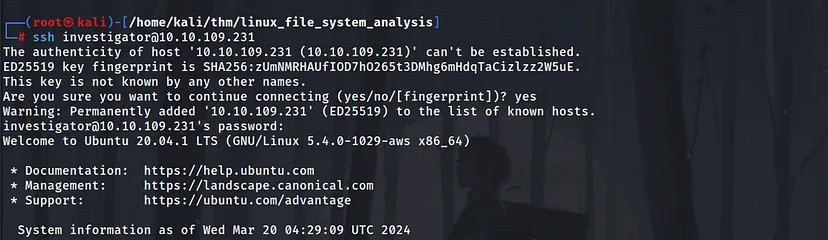 ┌──(root㉿kali)-[/home/kali/thm/linux_file_system_analysis]
└─# ssh investigator@10.10.109.231
The authenticity of host '10.10.109.231 (10.10.109.231)' can't be established.
ED25519 key fingerprint is SHA256:zUmNMRHAUfIOD7hO265t3DMhg6mHdqTaCizlzz2W5uE.
This key is not known by any other names.
Are you sure you want to continue connecting (yes/no/[fingerprint])? yes
Warning: Permanently added '10.10.109.231' (ED25519) to the list of known hosts.
investigator@10.10.109.231's password:
Welcome to Ubuntu 20.04.1 LTS (GNU/Linux 5.4.0-1029-aws x86_64)
* Documentation:  https://help.ubuntu.com
* Management:     https://landscape.canonical.com
* Support:        https://ubuntu.com/advantage
System information as of Wed Mar 20 04:29:09 UTC 2024